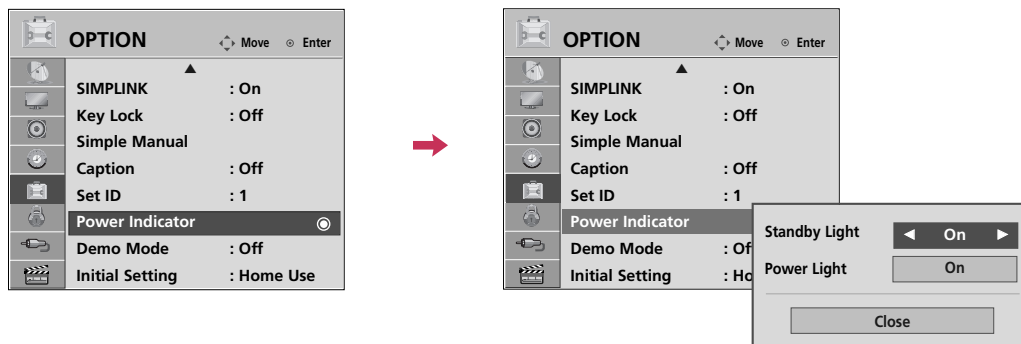 OPTION Move Enter
SIMPLINK : On
Key Lock : Off
Simple Manual
Caption : Off
Set ID : 1
Power Indicator
Demo Mode : Off
Initial Setting : Home Use
OPTION Move Enter
SIMPLINK : On
Key Lock : Off
Simple Manual
Caption : Off
Set ID : 1
Power Indicator
Demo Mode : Of
Initial Setting : Ho
Standby Light ◄ On ►
Power Light On
Close